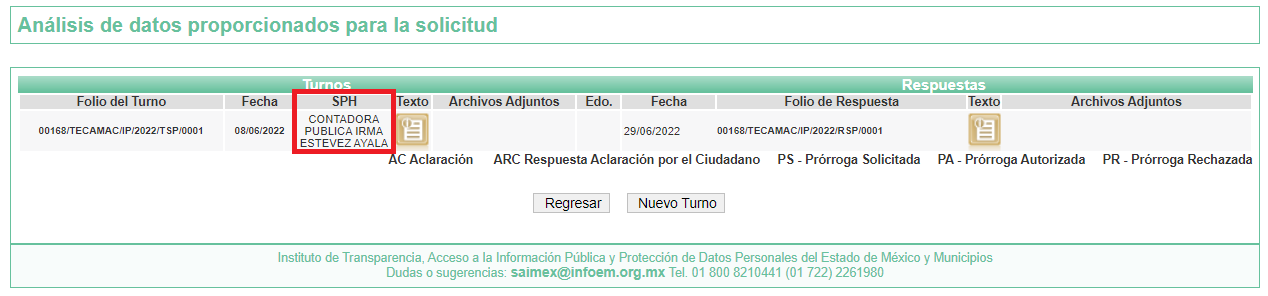 Análisis de datos proporcionados para la solicitud
Turnos Respuestas
Folio del Turno Fecha SPH Texto Archivos Adjuntos Edo. Fecha Folio de Respuesta Texto Archivos Adjuntos
00168/TECAMAC/IP/2022/TSP/0001 08/06/2022 CONTADORA PUBLICA IRMA ESTEVEZ AYALA 29/06/2022 00168/TECAMAC/IP/2022/RSP/0001
AC Aclaración ARC Respuesta Aclaración por el Ciudadano PS - Prórroga Solicitada PA - Prórroga Autorizada PR - Prórroga Rechazada
Regresar Nuevo Turno
Instituto de Transparencia, Acceso a la Información Pública y Protección de Datos Personales del Estado de México y Municipios
Dudas o sugerencias: saimex@infoem.org.mx Tel. 01 800 8210441 (01 722) 2261980